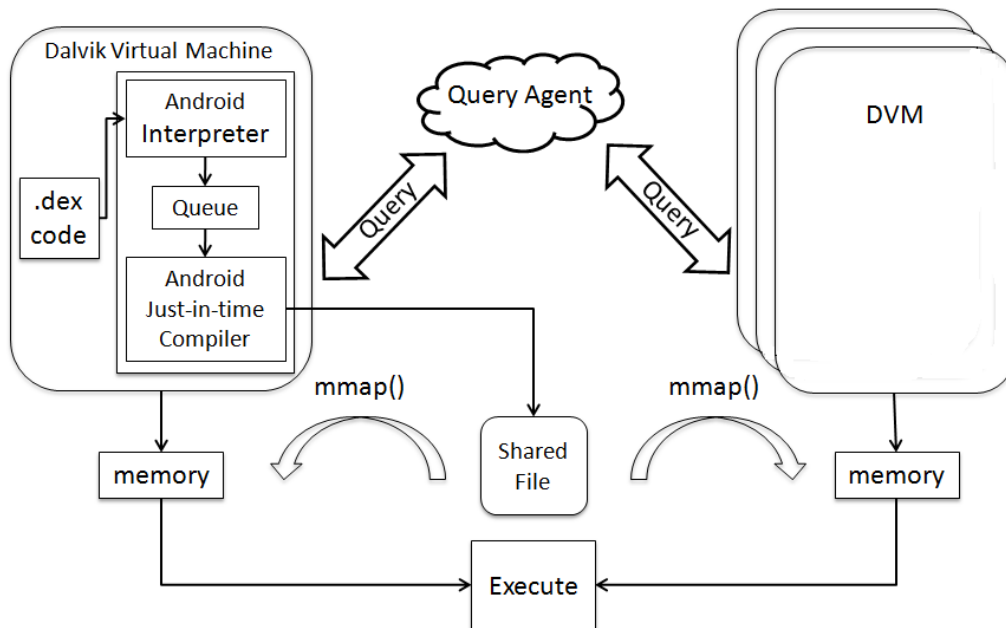 Dalvik Virtual Machine
Android
Interpreter
.dex
code
Queue
Android
Just-in-time
Compiler
Query Agent
Query
Query
DVM
mmap()
mmap()
memory
Shared
File
memory
Execute